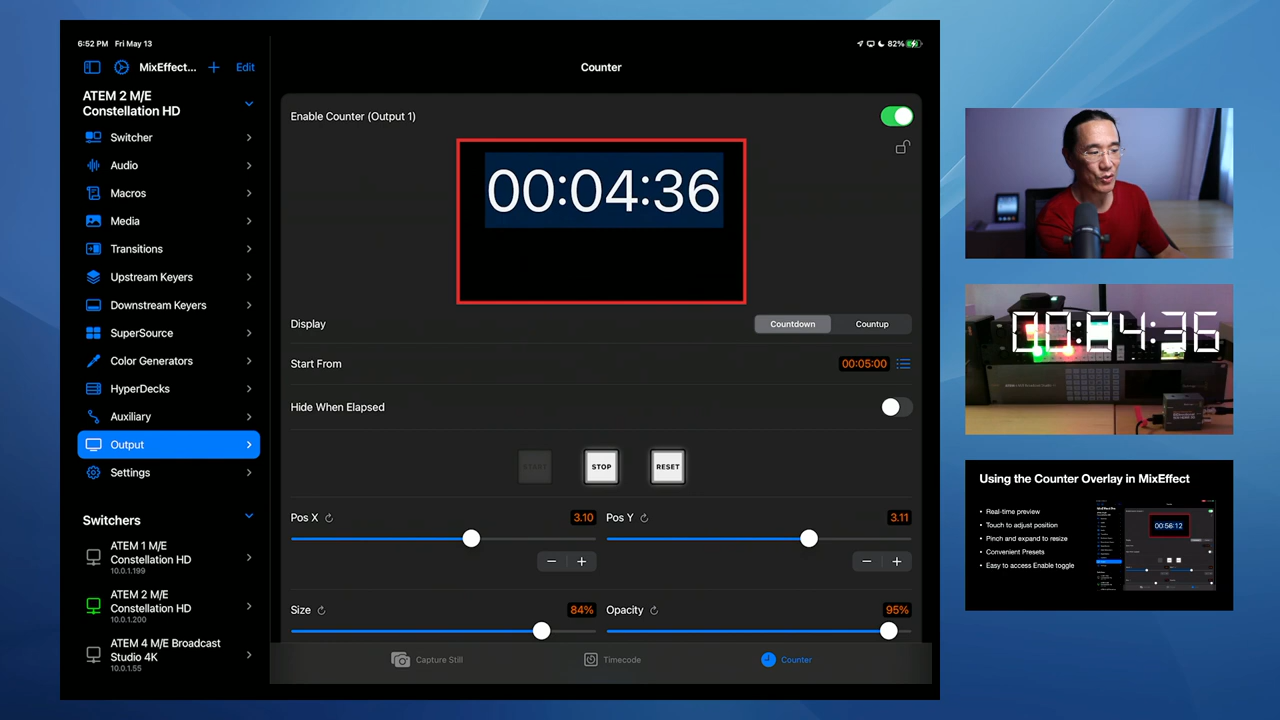 6:52 PM Fri May 13
82%
MixEffect...
Edit
Counter
ATEM 2 M/E
Constellation HD
Switcher
Audio
Macros
Media
Transitions
Upstream Keyers
Downstream Keyers
SuperSource
Color Generators
HyperDecks
Auxiliary
Output
Settings
Switchers
ATEM 1 M/E
Constellation HD
10.0.1.199
ATEM 2 M/E
Constellation HD
10.0.1.200
ATEM 4 M/E Broadcast
Studio 4K
10.0.1.55
Enable Counter (Output 1)
00:04:36
Display
Countdown
Countup
Start From
00:05:00
Hide When Elapsed
START
STOP
RESET
Pos X
3.10
Pos Y
3.11
Size
84%
Opacity
95%
Capture Still
Timecode
Counter
00:04:36
Using the Counter Overlay in MixEffect
• Real-time preview
• Touch to adjust position
• Pinch and expand to resize
• Convenient Presets
• Easy to access Enable toggle
00:56:12